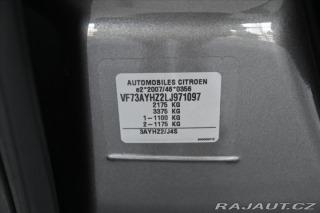 AUTOMOBILES CITROEN
e2*2007/46*0356
VF73AYHZ2LJ971097
2175 KG
3375 KG
1-1100 KG
2-1175 KG
3AYHZ2/J4S
RAJAUT.CZ